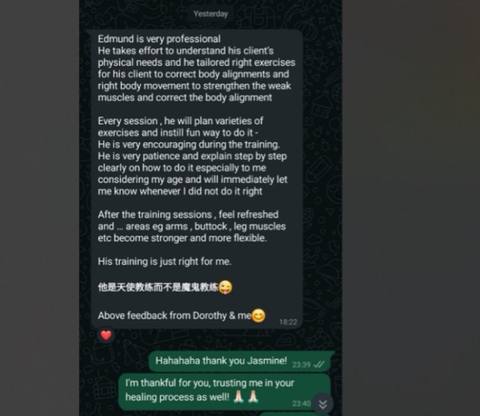 Yesterday
Edmund is very professional
He takes effort to understand his client's
physical needs and he tailored right exercises
for his client to correct body alignments and
right body movement to strengthen the weak
muscles and correct the body alignment
Every session , he will plan varieties of
exercises and instill fun way to do it -
He is very encouraging during the training.
He is very patience and explain step by step
clearly on how to do it especially to me
considering my age and will immediately let
me know whenever I did not do it right
After the training sessions , feel refreshed
and ... areas eg arms , buttock , leg muscles
etc become stronger and more flexible.
His training is just right for me.
他是天使教练而不是魔鬼教练😜
Above feedback from Dorothy & me😊
18:22
Hahahaha thank you Jasmine! 23:39
I'm thankful for you, trusting me in your
healing process as well! 🙏🏻🙏🏻 23:40